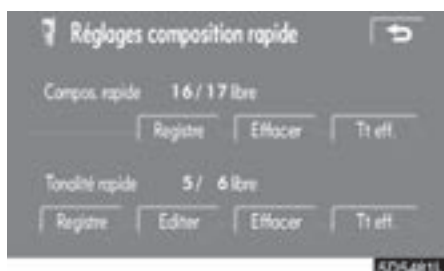 Réglages composition rapide
Compos. rapide 16/17 libre
Registre Effacer Tt eff.
Tonalité rapide 5/ 6 libre
Registre Editer Effacer Tt eff.